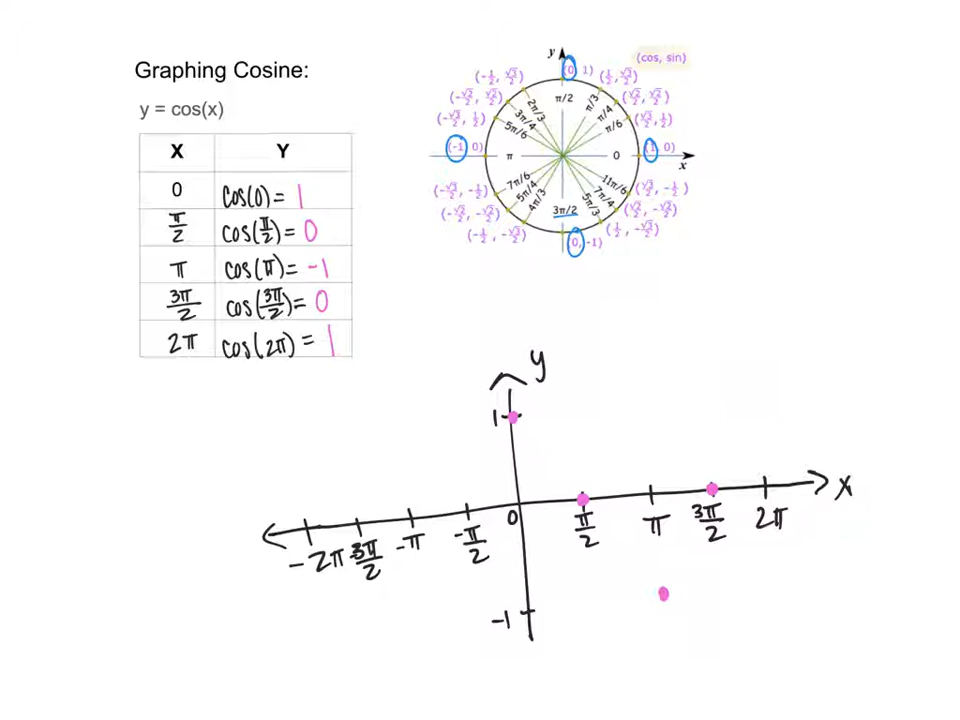 Graphing Cosine:
y = cos(x)
X Y
0 cos(0) = 1
π/2 cos(π/2) = 0
π cos(π) = -1
3π/2 cos(3π/2) = 0
2π cos(2π) = 1
y (cos, sin)
(0, 1)
(-1/2, √3/2) (1/2, √3/2)
(-√2/2, √2/2) 2π/3 π/2 π/3 (√2/2, √2/2)
(-√3/2, 1/2) 3π/4 π/4 (√3/2, 1/2)
5π/6 π/6
(-1, 0) π 0 (1, 0)
x
7π/6 11π/6
(-√3/2, -1/2) 5π/4 7π/4 (√3/2, -1/2)
(-√2/2, -√2/2) 4π/3 3π/2 5π/3 (√2/2, -√2/2)
(-1/2, -√3/2) (1/2, -√3/2)
(0, -1)
y
1
x
-2π -3π/2 -π -π/2 0 π/2 π 3π/2 2π
-1